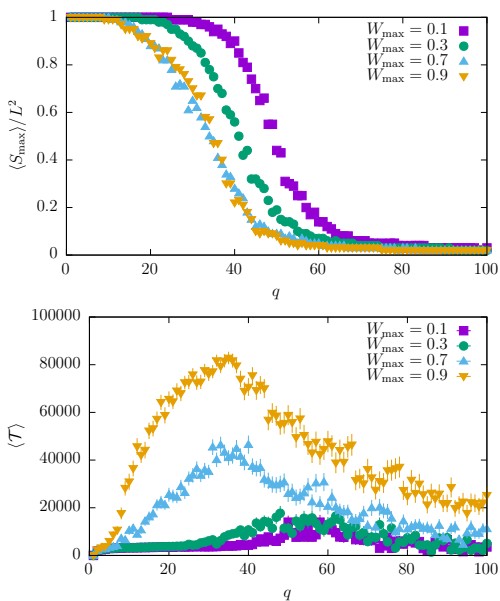 ⟨S_max⟩/L²
1
0.8
0.6
0.4
0.2
0
0 20 40 60 80 100
q
W_max = 0.1
W_max = 0.3
W_max = 0.7
W_max = 0.9
⟨𝒯⟩
100000
80000
60000
40000
20000
0
0 20 40 60 80 100
q
W_max = 0.1
W_max = 0.3
W_max = 0.7
W_max = 0.9